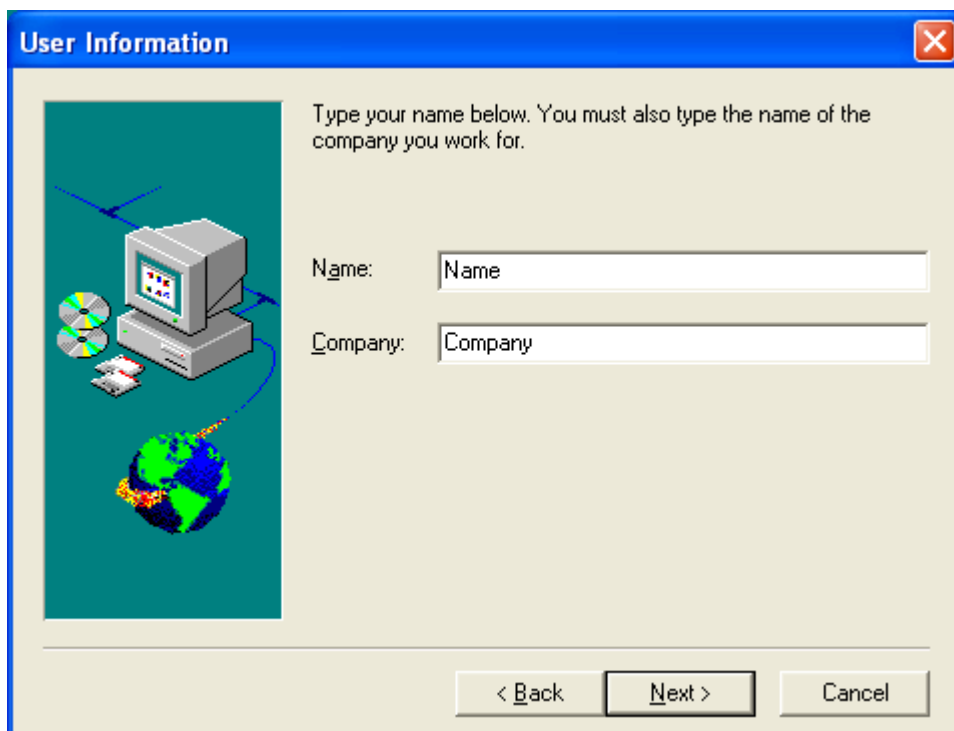 User Information
Type your name below. You must also type the name of the
company you work for.
Name: Name
Company: Company
< Back Next > Cancel